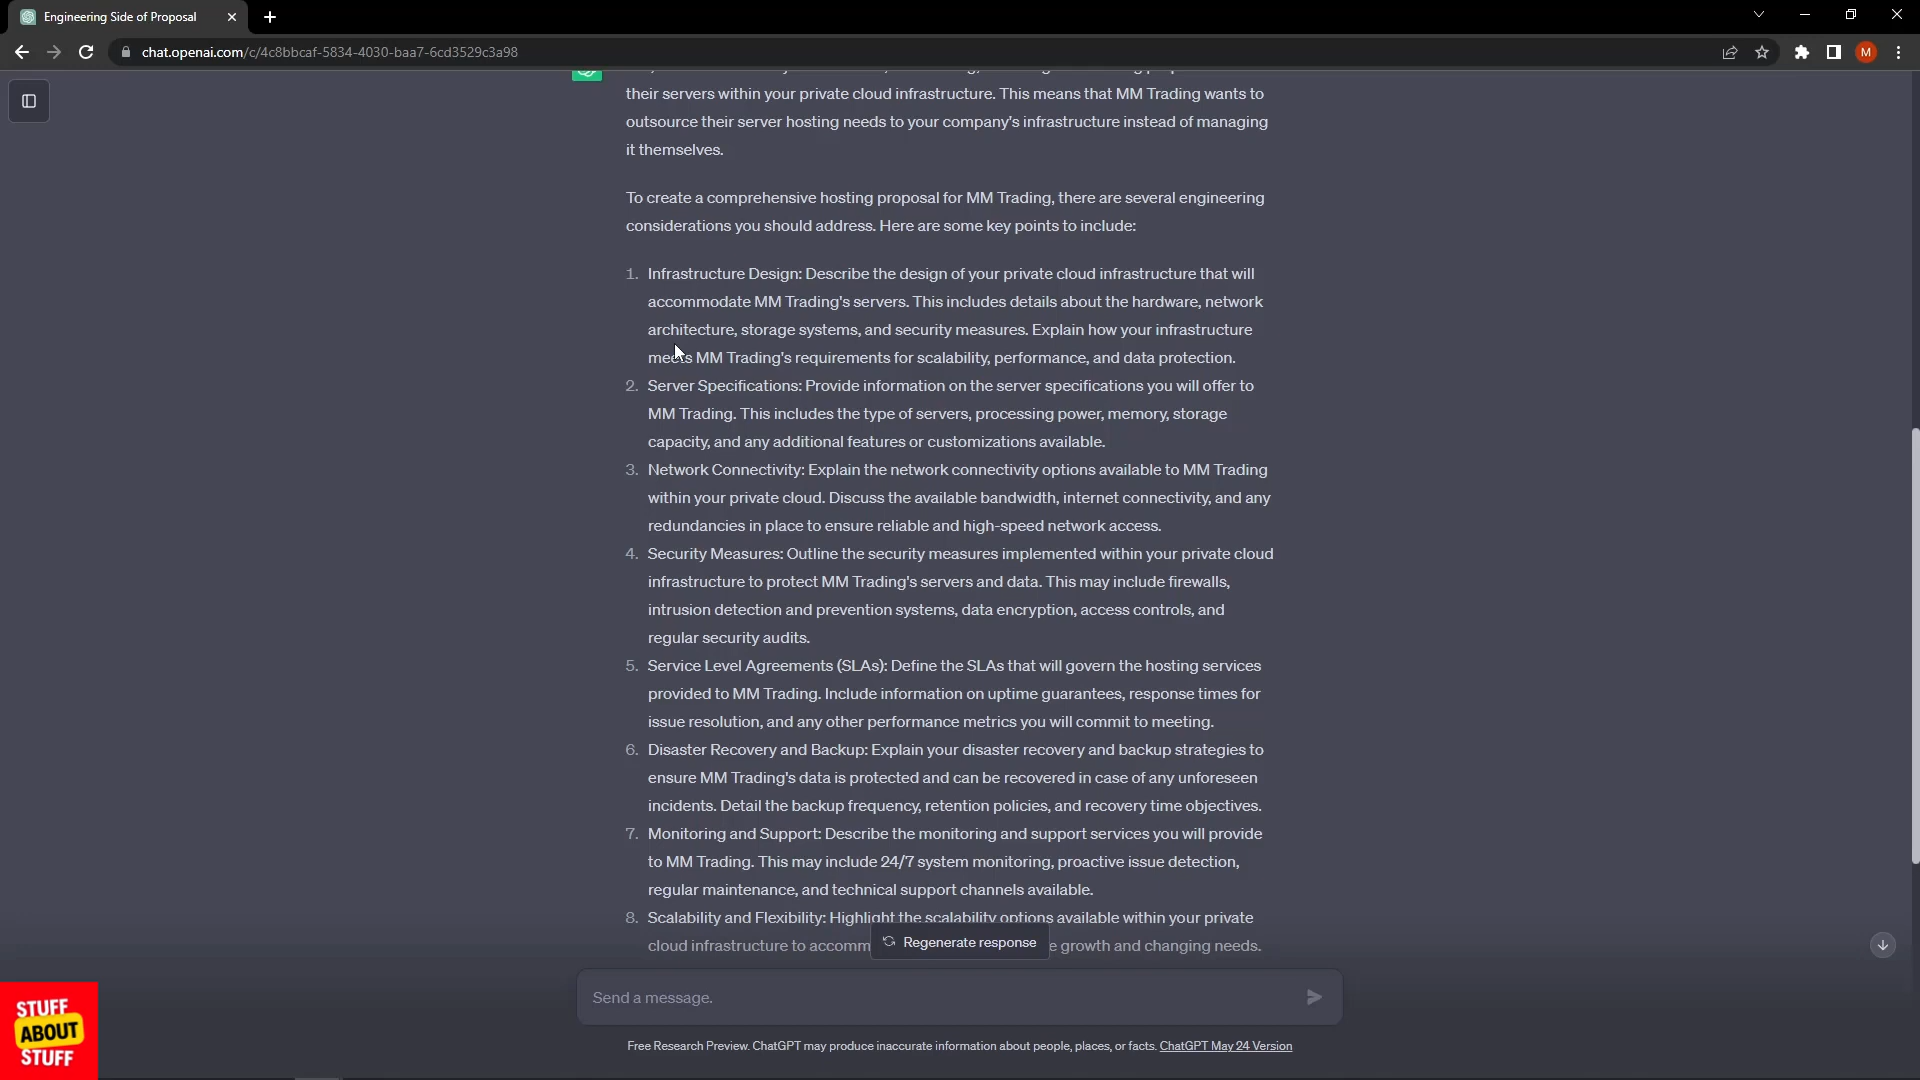 Engineering Side of Proposal
chat.openai.com/c/4c8bbcaf-5834-4030-baa7-6cd3529c3a98
M
their servers within your private cloud infrastructure. This means that MM Trading wants to
outsource their server hosting needs to your company's infrastructure instead of managing
it themselves.
To create a comprehensive hosting proposal for MM Trading, there are several engineering
considerations you should address. Here are some key points to include:
1. Infrastructure Design: Describe the design of your private cloud infrastructure that will
accommodate MM Trading's servers. This includes details about the hardware, network
architecture, storage systems, and security measures. Explain how your infrastructure
meets MM Trading's requirements for scalability, performance, and data protection.
2. Server Specifications: Provide information on the server specifications you will offer to
MM Trading. This includes the type of servers, processing power, memory, storage
capacity, and any additional features or customizations available.
3. Network Connectivity: Explain the network connectivity options available to MM Trading
within your private cloud. Discuss the available bandwidth, internet connectivity, and any
redundancies in place to ensure reliable and high-speed network access.
4. Security Measures: Outline the security measures implemented within your private cloud
infrastructure to protect MM Trading's servers and data. This may include firewalls,
intrusion detection and prevention systems, data encryption, access controls, and
regular security audits.
5. Service Level Agreements (SLAs): Define the SLAs that will govern the hosting services
provided to MM Trading. Include information on uptime guarantees, response times for
issue resolution, and any other performance metrics you will commit to meeting.
6. Disaster Recovery and Backup: Explain your disaster recovery and backup strategies to
ensure MM Trading's data is protected and can be recovered in case of any unforeseen
incidents. Detail the backup frequency, retention policies, and recovery time objectives.
7. Monitoring and Support: Describe the monitoring and support services you will provide
to MM Trading. This may include 24/7 system monitoring, proactive issue detection,
regular maintenance, and technical support channels available.
8. Scalability and Flexibility: Highlight the scalability options available within your private
cloud infrastructure to growth and changing needs.
Regenerate response
Send a message.
Free Research Preview. ChatGPT may produce inaccurate information about people, places, or facts. ChatGPT May 24 Version
STUFF
ABOUT
STUFF